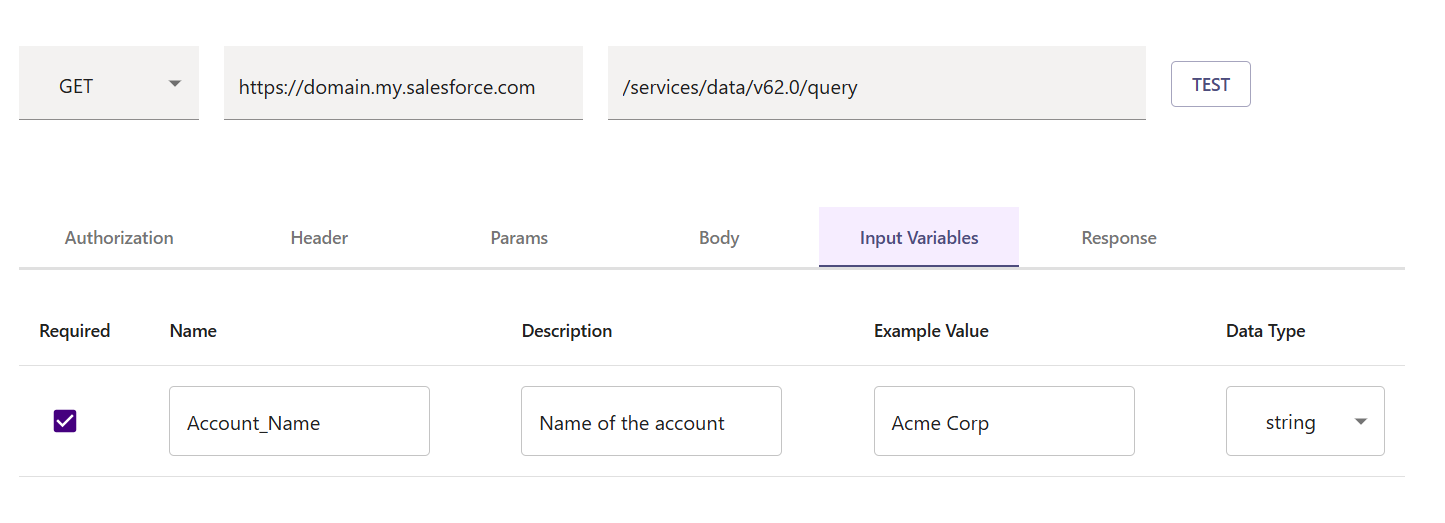 GET https://domain.my.salesforce.com /services/data/v62.0/query TEST
Authorization Header Params Body Input Variables Response
Required Name Description Example Value Data Type
Account_Name Name of the account Acme Corp string